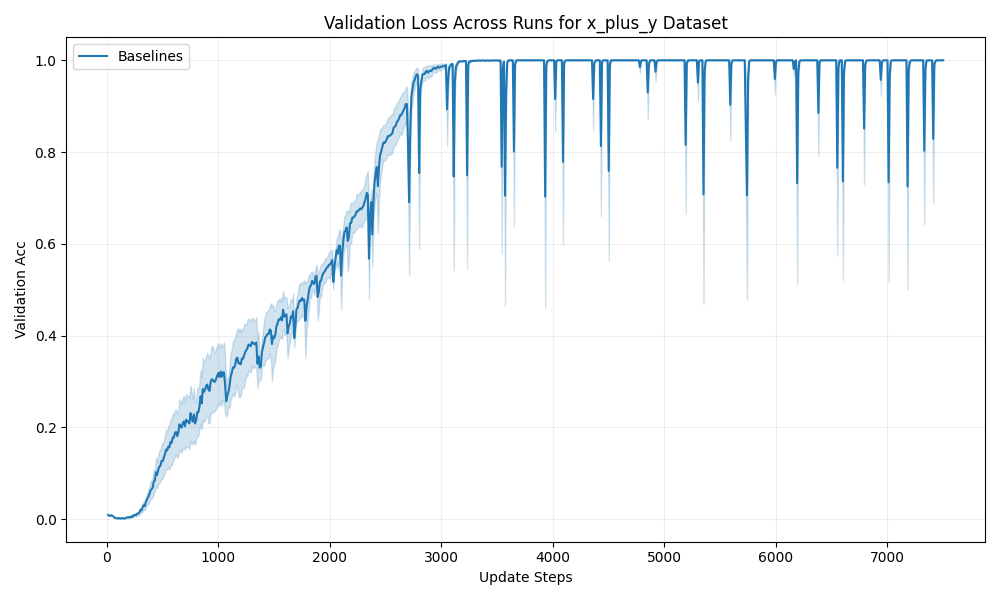 Validation Loss Across Runs for x_plus_y Dataset
Baselines
Validation Acc
1.0
0.8
0.6
0.4
0.2
0.0
0 1000 2000 3000 4000 5000 6000 7000
Update Steps